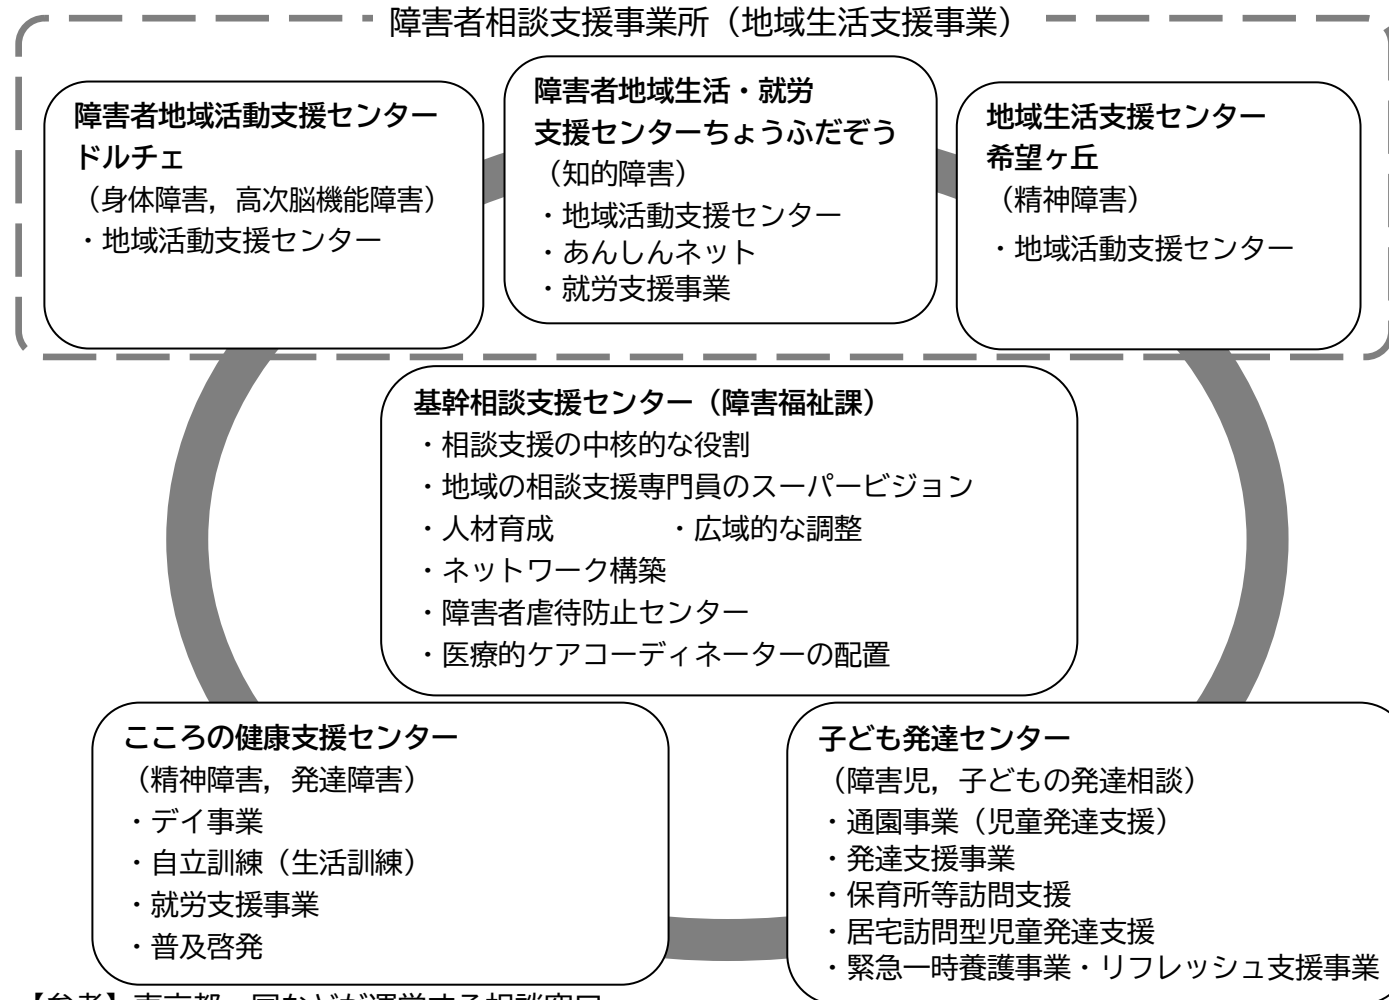 障害者相談支援事業所（地域生活支援事業）
障害者地域活動支援センター
ドルチェ
（身体障害，高次脳機能障害）
・地域活動支援センター
障害者地域生活・就労
支援センターちょうふだぞう
（知的障害）
・地域活動支援センター
・あんしんネット
・就労支援事業
地域生活支援センター
希望ヶ丘
（精神障害）
・地域活動支援センター
基幹相談支援センター（障害福祉課）
・相談支援の中核的な役割
・地域の相談支援専門員のスーパービジョン
・人材育成　　　　・広域的な調整
・ネットワーク構築
・障害者虐待防止センター
・医療的ケアコーディネーターの配置
こころの健康支援センター
（精神障害，発達障害）
・デイ事業
・自立訓練（生活訓練）
・就労支援事業
・普及啓発
子ども発達センター
（障害児，子どもの発達相談）
・通園事業（児童発達支援）
・発達支援事業
・保育所等訪問支援
・居宅訪問型児童発達支援
・緊急一時養護事業・リフレッシュ支援事業